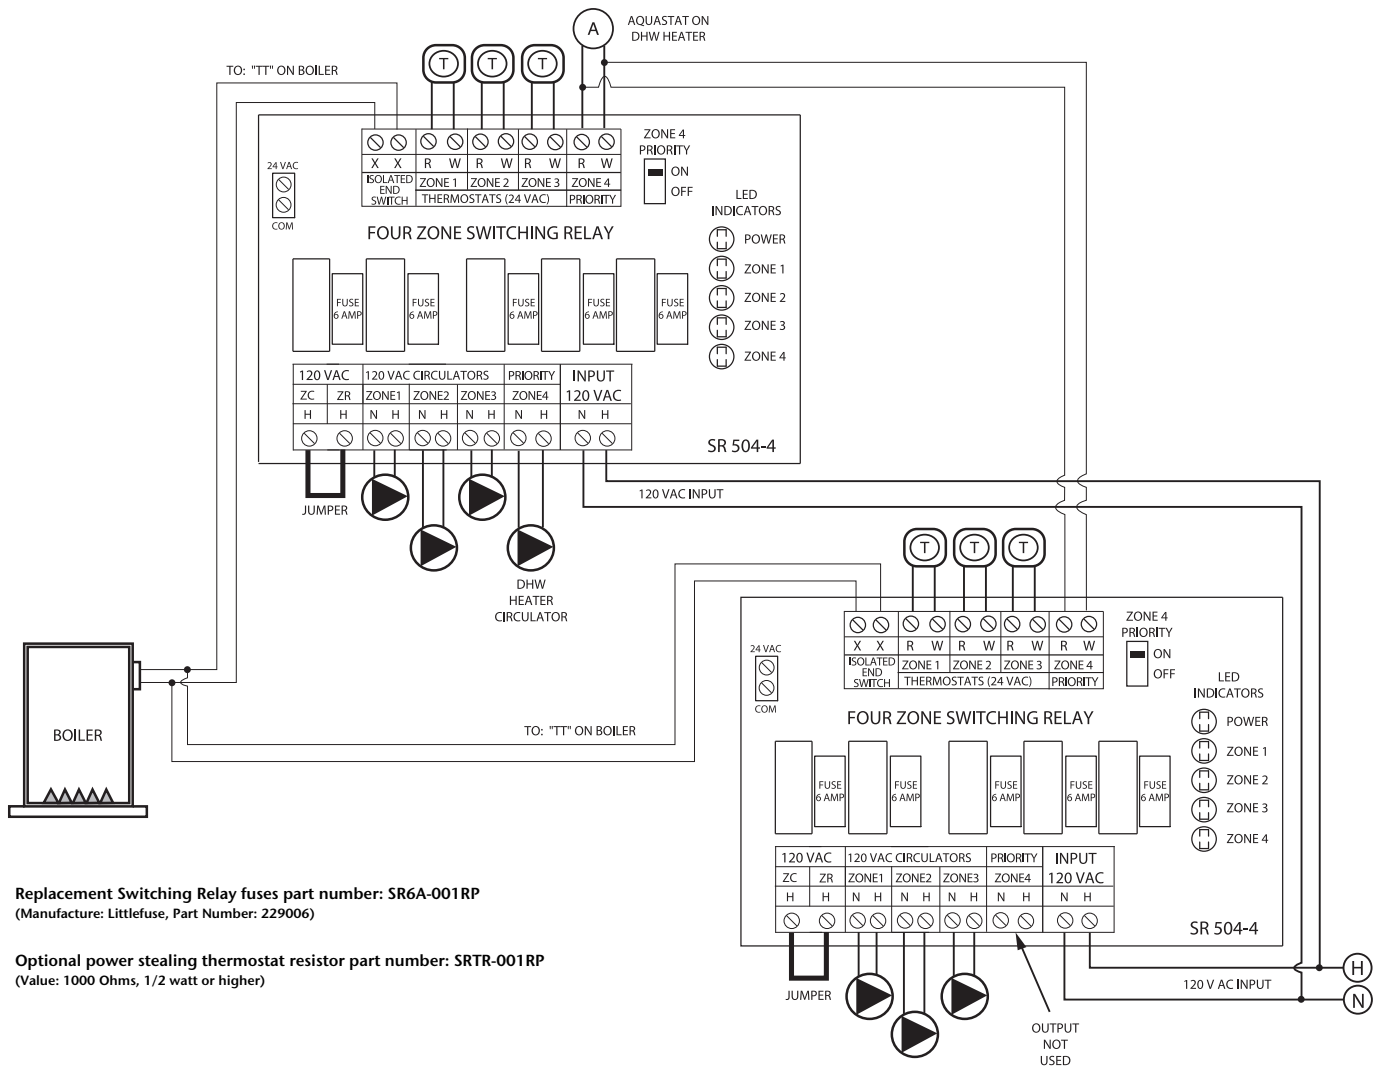 A
AQUASTAT ON
DHW HEATER
T T T
TO: "TT" ON BOILER
24 VAC
COM
X X R W R W R W R W
ISOLATED
END
SWITCH
ZONE 1 ZONE 2 ZONE 3 ZONE 4
THERMOSTATS (24 VAC) PRIORITY
ZONE 4
PRIORITY
ON
OFF
FOUR ZONE SWITCHING RELAY
LED
INDICATORS
POWER
ZONE 1
ZONE 2
ZONE 3
ZONE 4
FUSE
6 AMP
FUSE
6 AMP
FUSE
6 AMP
FUSE
6 AMP
FUSE
6 AMP
120 VAC 120 VAC CIRCULATORS PRIORITY INPUT
120 VAC
ZC ZR ZONE1 ZONE2 ZONE3 ZONE4
H H N H N H N H N H N H
SR 504-4
JUMPER
120 VAC INPUT
DHW
HEATER
CIRCULATOR
T T T
24 VAC
COM
X X R W R W R W R W
ISOLATED
END
SWITCH
ZONE 1 ZONE 2 ZONE 3 ZONE 4
THERMOSTATS (24 VAC) PRIORITY
ZONE 4
PRIORITY
ON
OFF
TO: "TT" ON BOILER
BOILER
FOUR ZONE SWITCHING RELAY
LED
INDICATORS
POWER
ZONE 1
ZONE 2
ZONE 3
ZONE 4
FUSE
6 AMP
FUSE
6 AMP
FUSE
6 AMP
FUSE
6 AMP
FUSE
6 AMP
120 VAC 120 VAC CIRCULATORS PRIORITY INPUT
120 VAC
ZC ZR ZONE1 ZONE2 ZONE3 ZONE4
H H N H N H N H N H N H
SR 504-4
JUMPER
120 V AC INPUT
H
N
OUTPUT
NOT
USED
Replacement Switching Relay fuses part number: SR6A-001RP
(Manufacture: Littlefuse, Part Number: 229006)
Optional power stealing thermostat resistor part number: SRTR-001RP
(Value: 1000 Ohms, 1/2 watt or higher)